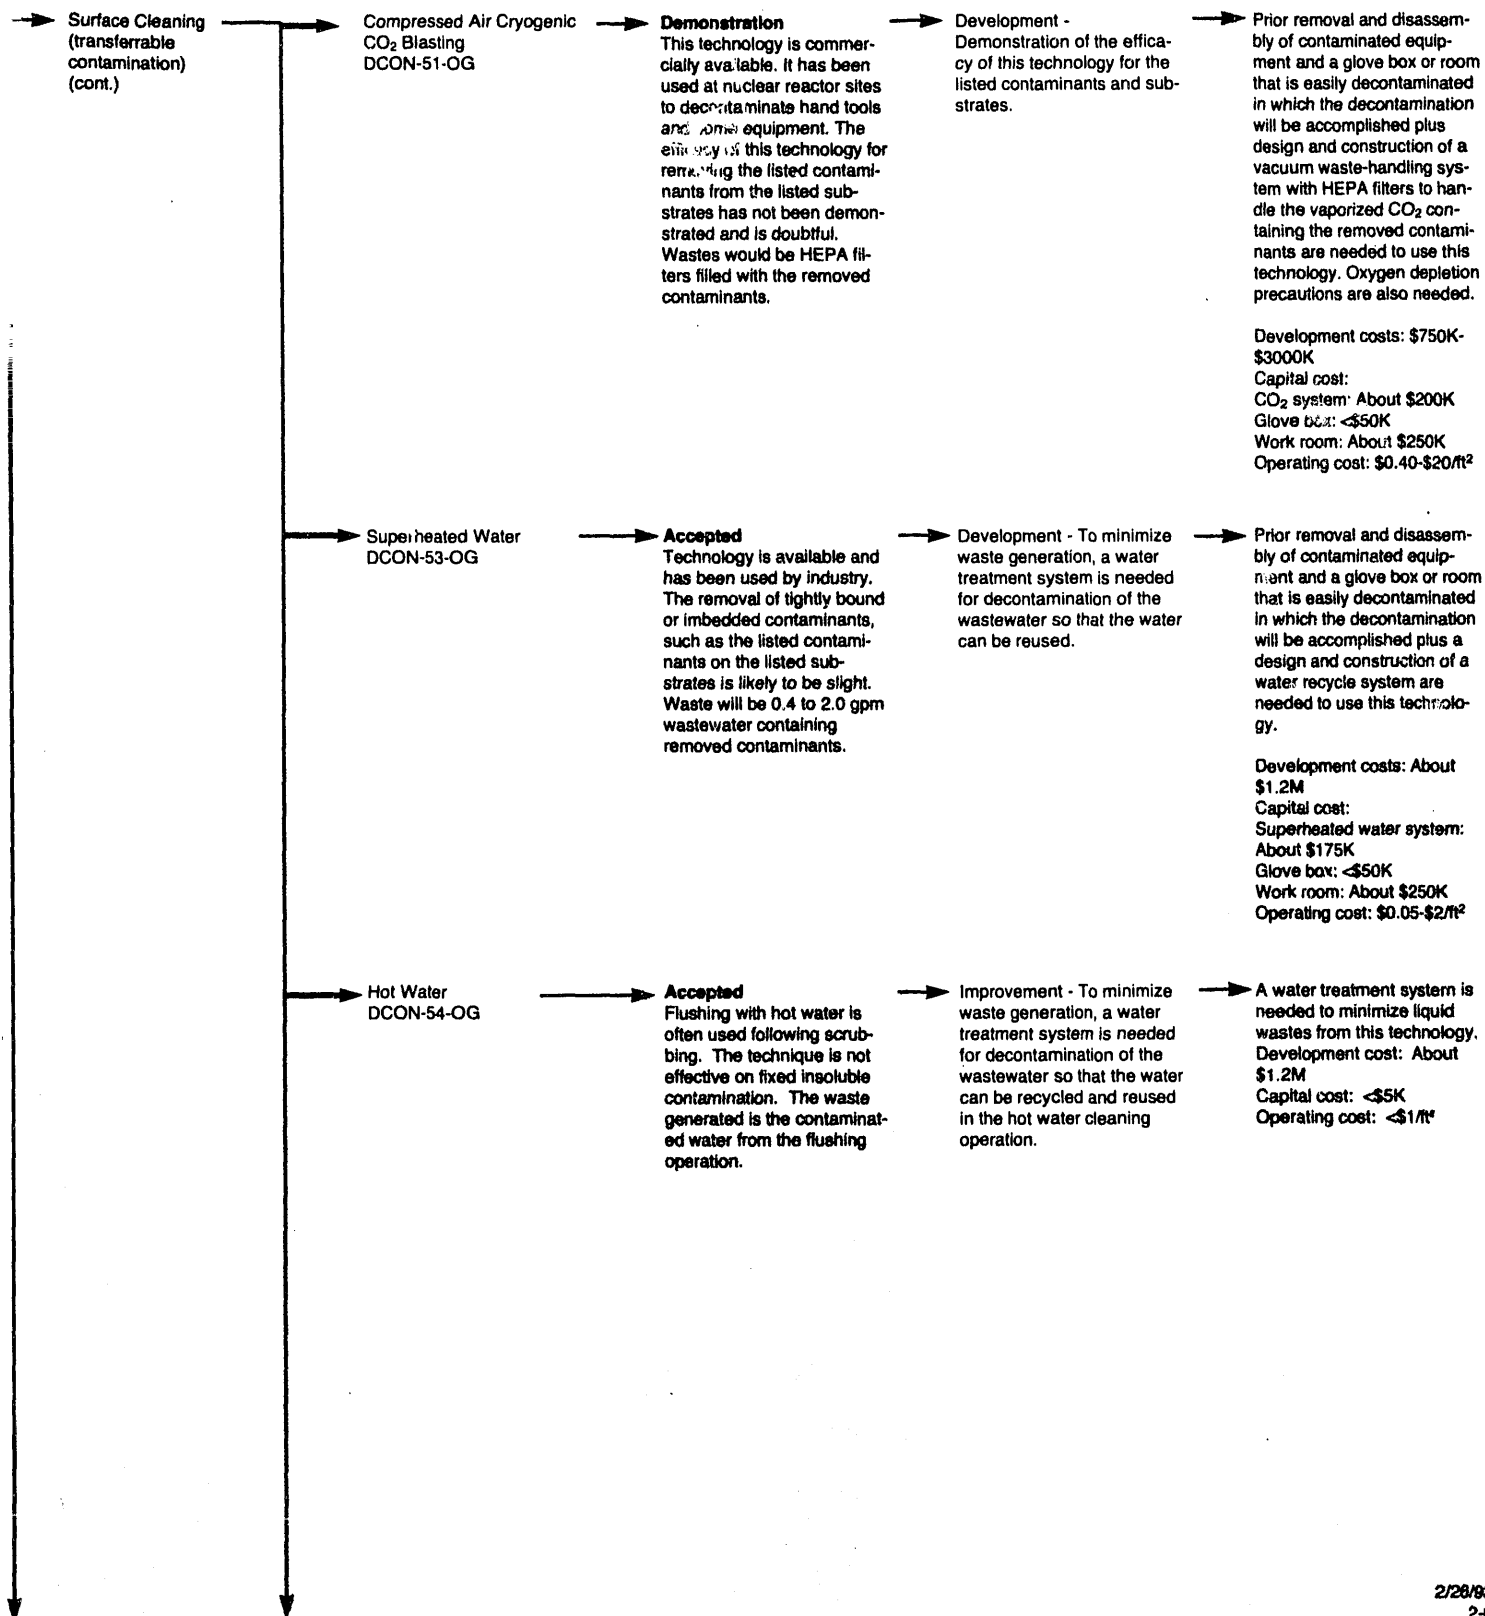 Surface Cleaning
(transferrable
contamination)
(cont.)
Compressed Air Cryogenic
CO₂ Blasting
DCON-51-OG
Demonstration
This technology is commer-
cially available. It has been
used at nuclear reactor sites
to decontaminate hand tools
and some equipment. The
efficacy of this technology for
removing the listed contami-
nants from the listed sub-
strates has not been demon-
strated and is doubtful.
Wastes would be HEPA fil-
ters filled with the removed
contaminants.
Development -
Demonstration of the effica-
cy of this technology for the
listed contaminants and sub-
strates.
Prior removal and disassem-
bly of contaminated equip-
ment and a glove box or room
that is easily decontaminated
in which the decontamination
will be accomplished plus
design and construction of a
vacuum waste-handling sys-
tem with HEPA filters to han-
dle the vaporized CO₂ con-
taining the removed contami-
nants are needed to use this
technology. Oxygen depletion
precautions are also needed.
Development costs: $750K-
$3000K
Capital cost:
CO₂ system: About $200K
Glove box: <$50K
Work room: About $250K
Operating cost: $0.40-$20/ft²
Superheated Water
DCON-53-OG
Accepted
Technology is available and
has been used by industry.
The removal of tightly bound
or imbedded contaminants,
such as the listed contami-
nants on the listed sub-
strates is likely to be slight.
Waste will be 0.4 to 2.0 gpm
wastewater containing
removed contaminants.
Development - To minimize
waste generation, a water
treatment system is needed
for decontamination of the
wastewater so that the water
can be reused.
Prior removal and disassem-
bly of contaminated equip-
ment and a glove box or room
that is easily decontaminated
in which the decontamination
will be accomplished plus a
design and construction of a
water recycle system are
needed to use this technolo-
gy.
Development costs: About
$1.2M
Capital cost:
Superheated water system:
About $175K
Glove box: <$50K
Work room: About $250K
Operating cost: $0.05-$2/ft²
Hot Water
DCON-54-OG
Accepted
Flushing with hot water is
often used following scrub-
bing. The technique is not
effective on fixed insoluble
contamination. The waste
generated is the contaminat-
ed water from the flushing
operation.
Improvement - To minimize
waste generation, a water
treatment system is needed
for decontamination of the
wastewater so that the water
can be recycled and reused
in the hot water cleaning
operation.
A water treatment system is
needed to minimize liquid
wastes from this technology.
Development cost: About
$1.2M
Capital cost: <$5K
Operating cost: <$1/ft²